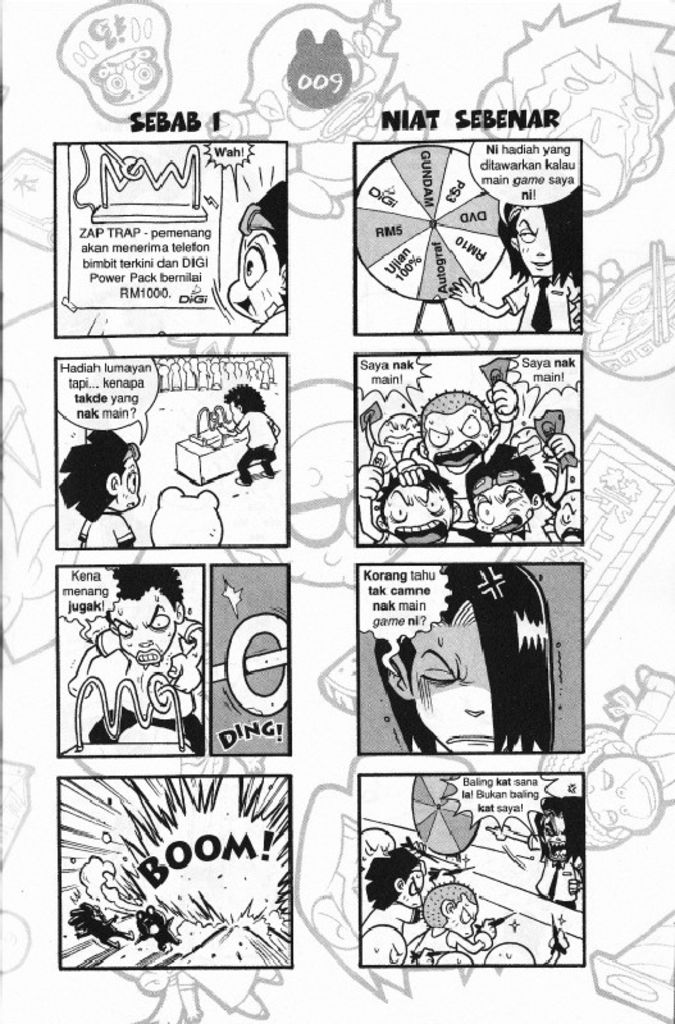 009
SEBAB 1
Wah!
ZAP TRAP - pemenang
akan menerima telefon
bimbit terkini dan DIGI
Power Pack bernilai
RM1000.
DiGi
Hadiah lumayan
tapi... kenapa
takde yang
nak main?
Kena
menang
jugak!
DING!
BOOM!
NIAT SEBENAR
Ni hadiah yang
ditawarkan kalau
main game saya
ni!
DiGi
GUNDAM
PS3
DVD
RM10
Autograf
Ujian
100%
RM5
Saya nak
main!
Saya nak
main!
Korang tahu
tak camne
nak main
game ni?
Baling kat sana
la! Bukan baling
kat saya!